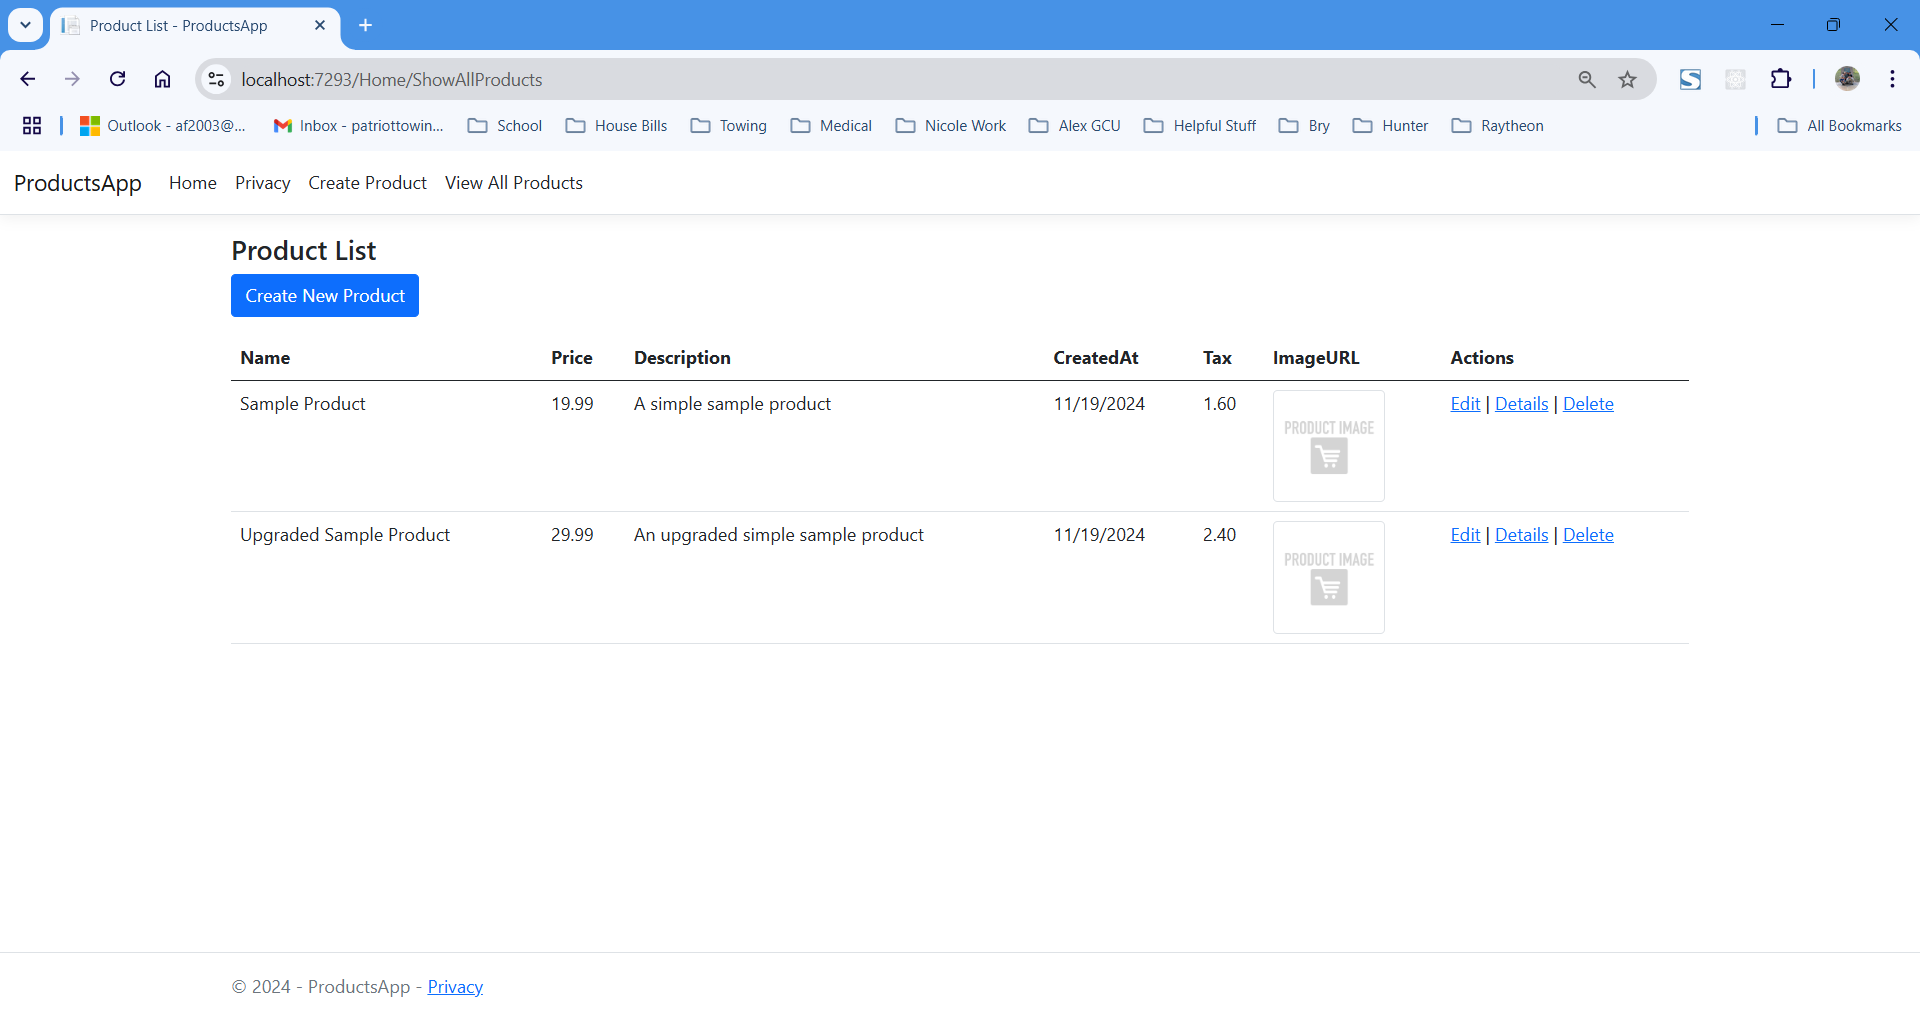 Product List - ProductsApp
localhost:7293/Home/ShowAllProducts
Outlook - af2003@... Inbox - patriottowin... School House Bills Towing Medical Nicole Work Alex GCU Helpful Stuff Bry Hunter Raytheon All Bookmarks
ProductsApp Home Privacy Create Product View All Products
Product List
Create New Product
Name Price Description CreatedAt Tax ImageURL Actions
Sample Product 19.99 A simple sample product 11/19/2024 1.60 Edit | Details | Delete
PRODUCT IMAGE
Upgraded Sample Product 29.99 An upgraded simple sample product 11/19/2024 2.40 Edit | Details | Delete
PRODUCT IMAGE
© 2024 - ProductsApp - Privacy